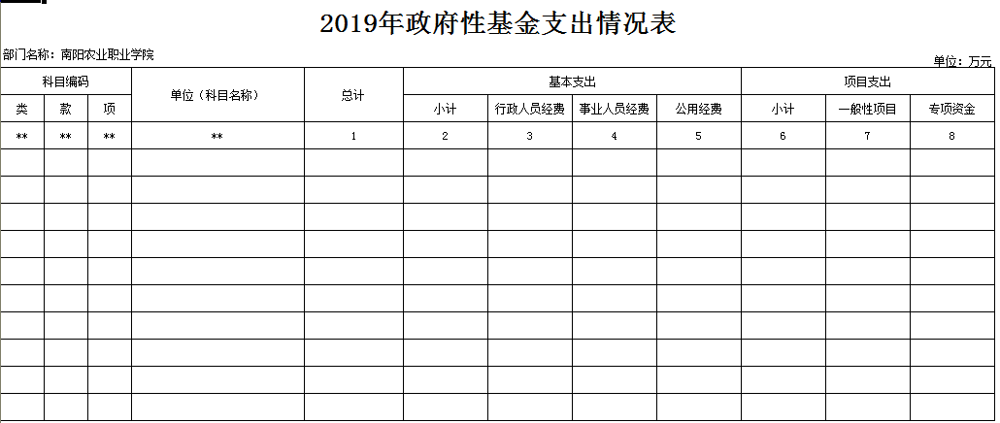 2019年政府性基金支出情况表
部门名称：南阳农业职业学院
单位：万元
科目编码 单位（科目名称） 总计 基本支出 项目支出
类 款 项 小计 行政人员经费 事业人员经费 公用经费 小计 一般性项目 专项资金
** ** ** ** 1 2 3 4 5 6 7 8